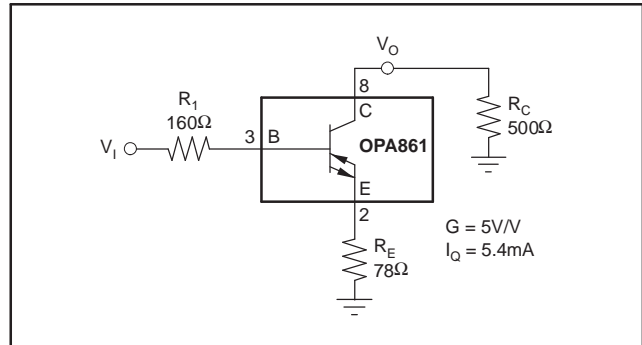 V_O
8
R_1
160Ω
C
R_C
500Ω
V_I
3 B
OPA861
E
2
G = 5V/V
I_Q = 5.4mA
R_E
78Ω